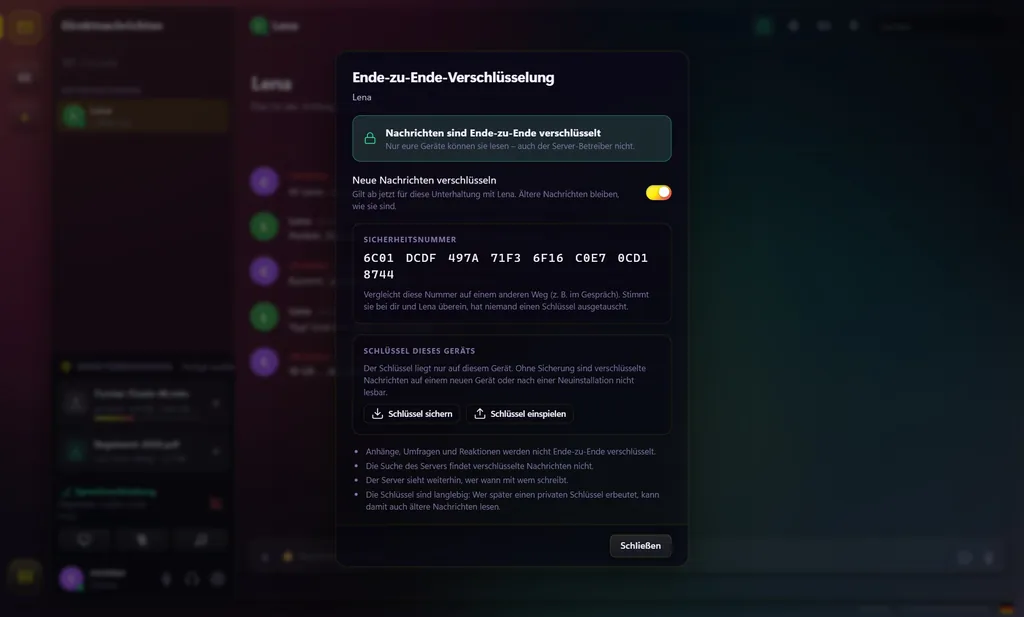 Direktnachrichten
Lena
Lena
Lena
Ende-zu-Ende-Verschlüsselung
Lena
Nachrichten sind Ende-zu-Ende verschlüsselt
Nur eure Geräte können sie lesen – auch der Server-Betreiber nicht.
Neue Nachrichten verschlüsseln
Gilt ab jetzt für diese Unterhaltung mit Lena. Ältere Nachrichten bleiben,
wie sie sind.
SICHERHEITSNUMMER
6C01 DCDF 497A 71F3 6F16 C0E7 0CD1
8744
Vergleicht diese Nummer auf einem anderen Weg (z. B. im Gespräch). Stimmt
sie bei dir und Lena überein, hat niemand einen Schlüssel ausgetauscht.
SCHLÜSSEL DIESES GERÄTS
Der Schlüssel liegt nur auf diesem Gerät. Ohne Sicherung sind verschlüsselte
Nachrichten auf einem neuen Gerät oder nach einer Neuinstallation nicht
lesbar.
Schlüssel sichern
Schlüssel einspielen
• Anhänge, Umfragen und Reaktionen werden nicht Ende-zu-Ende verschlüsselt.
• Die Suche des Servers findet verschlüsselte Nachrichten nicht.
• Der Server sieht weiterhin, wer wann mit wem schreibt.
• Die Schlüssel sind langlebig: Wer später einen privaten Schlüssel erbeutet, kann
damit auch ältere Nachrichten lesen.
Schließen